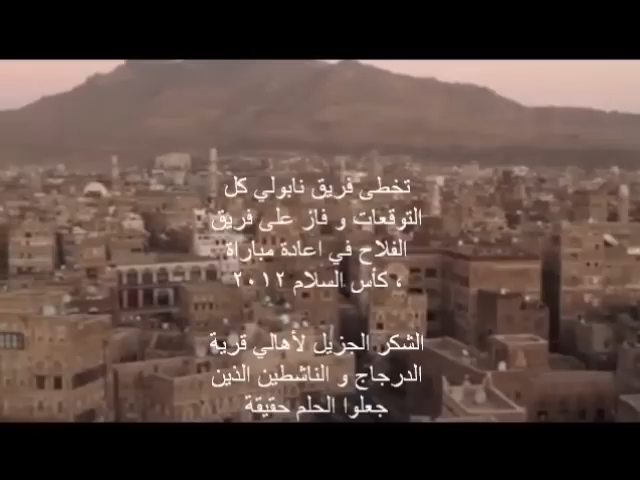 تخطى فريق نابولي كل
التوقعات و فاز على فريق
الفلاح في اعادة مباراة
كأس السلام ٢٠١٢ ،
الشكر الجزيل لأهالي قرية
الدرجاج و الناشطين الذين
جعلوا الحلم حقيقة